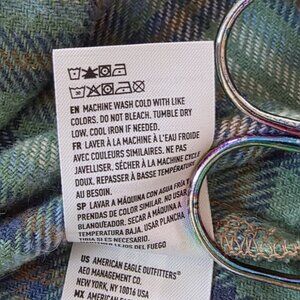 EN MACHINE WASH COLD WITH LIKE
COLORS. DO NOT BLEACH. TUMBLE DRY
LOW, COOL IRON IF NEEDED.
FR LAVER À LA MACHINE À L'EAU FROIDE
AVEC COULEURS SIMILAIRES. NE PAS
JAVELLISER. SÉCHER À LA MACHINE CYCLE
DOUX. REPASSER À BASSE TEMPÉRATURE
AU BESOIN.
SP LAVAR A MÁQUINA CON AGUA FRÍA Y
PRENDAS DE COLOR SIMILAR. NO USAR
BLANQUEADOR. SECAR A MÁQUINA
TEMPERATURA BAJA. USAR PLANCHA
TIBIA SI ES NECESARIO.
US AMERICAN EAGLE OUTFITTERS®
AEO MANAGEMENT CO.
NEW YORK, NY 10016 USA
MX AMERICAN